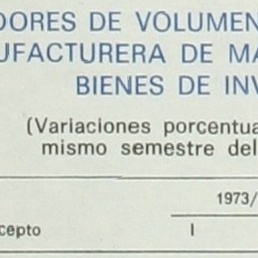 DORES DE VOLUMEN
UFACTURERA DE MA
BIENES DE INV
(Variaciones porcentua
mismo semestre del
1973/
cepto I